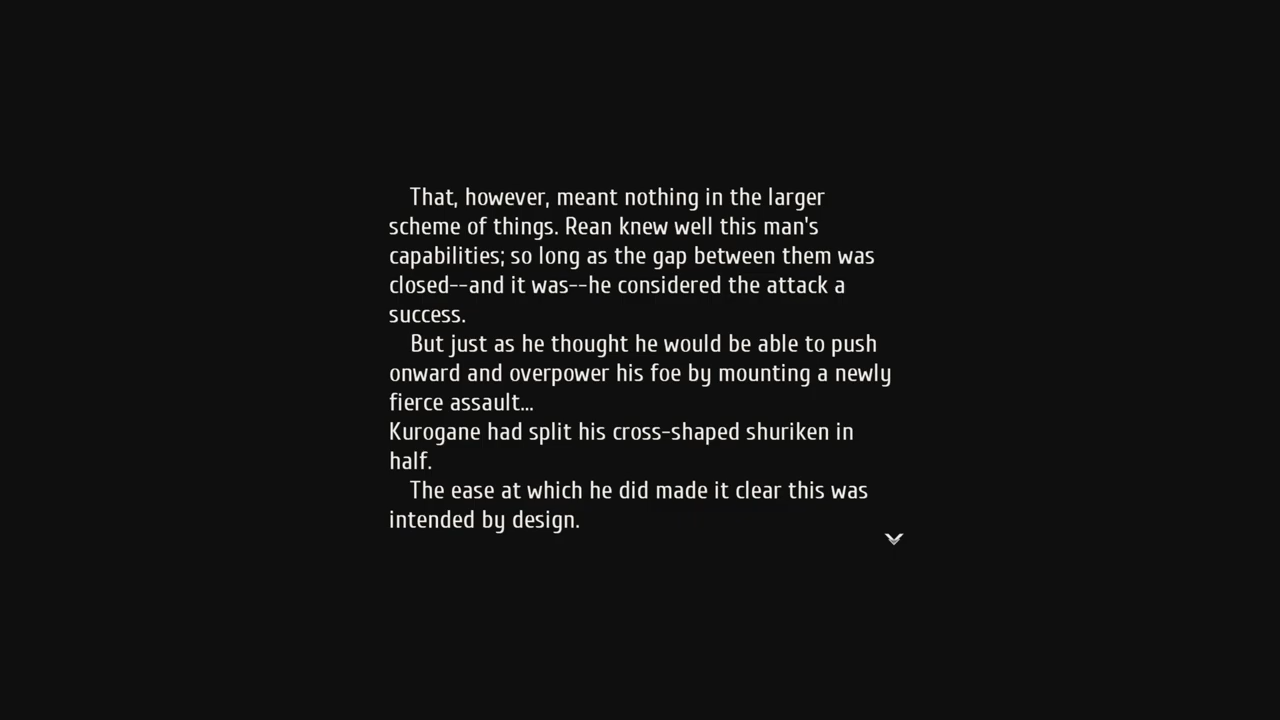 That, however, meant nothing in the larger
scheme of things. Rean knew well this man's
capabilities; so long as the gap between them was
closed--and it was--he considered the attack a
success.
But just as he thought he would be able to push
onward and overpower his foe by mounting a newly
fierce assault...
Kurogane had split his cross-shaped shuriken in
half.
The ease at which he did made it clear this was
intended by design.